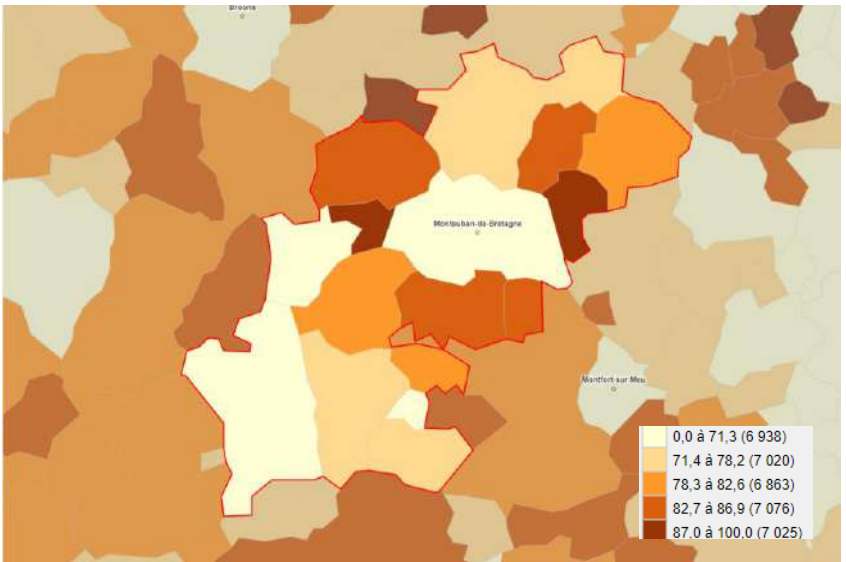 Broons
Montauban-de-Bretagne
Montfort-sur-Meu
0,0 à 71,3 (6 938)
71,4 à 78,2 (7 020)
78,3 à 82,6 (6 863)
82,7 à 86,9 (7 076)
87,0 à 100,0 (7 025)